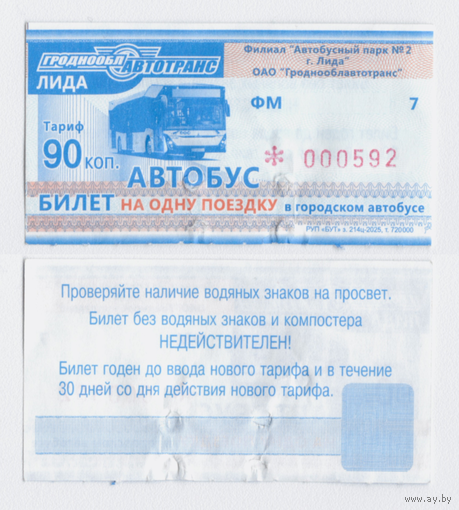 ГРОДНООБЛ
АВТОТРАНС
ЛИДА
Филиал "Автобусный парк №2
г. Лида"
ОАО "Гроднооблавтотранс"
ФМ 7
Тариф
90 коп.
* 000592
АВТОБУС
БИЛЕТ НА ОДНУ ПОЕЗДКУ в городском автобусе
РУП «БУТ» з. 214ц-2025, т. 720000
Проверяйте наличие водяных знаков на просвет.
Билет без водяных знаков и компостера
НЕДЕЙСТВИТЕЛЕН!
Билет годен до ввода нового тарифа и в течение
30 дней со дня действия нового тарифа.
www.ay.by